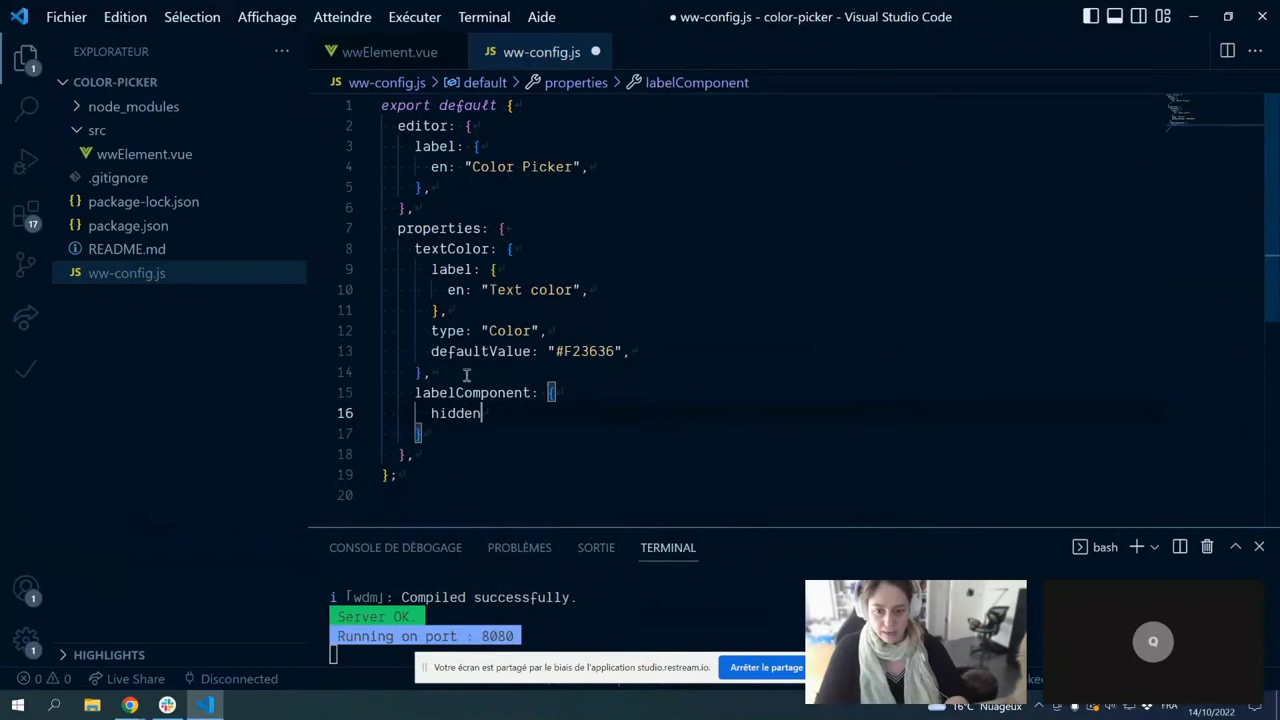 Fichier Edition Sélection Affichage Atteindre Exécuter Terminal Aide
● ww-config.js - color-picker - Visual Studio Code
EXPLORATEUR
COLOR-PICKER
node_modules
src
wwElement.vue
.gitignore
package-lock.json
package.json
README.md
ww-config.js
HIGHLIGHTS
1
17
1
1
wwElement.vue
JS ww-config.js ●
JS ww-config.js > default > properties > labelComponent
1 export default {
2 editor: {
3 label: {
4 en: "Color Picker",
5 },
6 },
7 properties: {
8 textColor: {
9 label: {
10 en: "Text color",
11 },
12 type: "Color",
13 defaultValue: "#F23636",
14 },
15 labelComponent: {
16 hidden
17 }
18 },
19 };
20
CONSOLE DE DÉBOGAGE PROBLÈMES SORTIE TERMINAL
bash
i ｢wdm｣: Compiled successfully.
Server OK.
Running on port : 8080
Votre écran est partagé par le biais de l'application studio.restream.io.
Arrêter le partage
Q
0 0 Live Share Disconnected
16°C Nuageux
14/10/2022